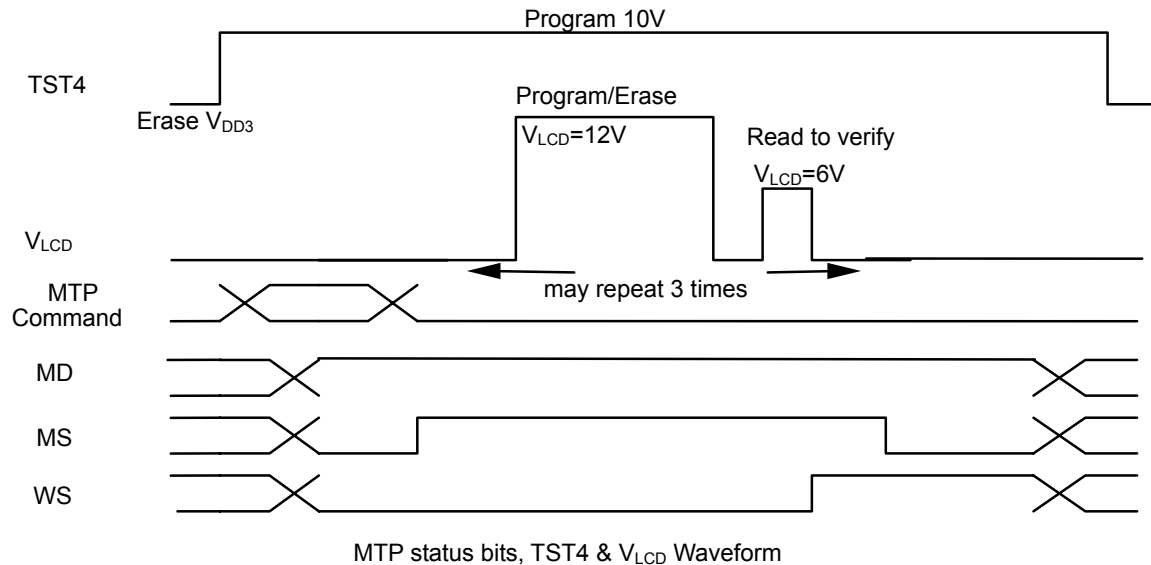 Program 10V
TST4
Program/Erase
Erase VDD3
VLCD=12V
Read to verify
VLCD=6V
VLCD
may repeat 3 times
MTP
Command
MD
MS
WS
MTP status bits, TST4 & VLCD Waveform